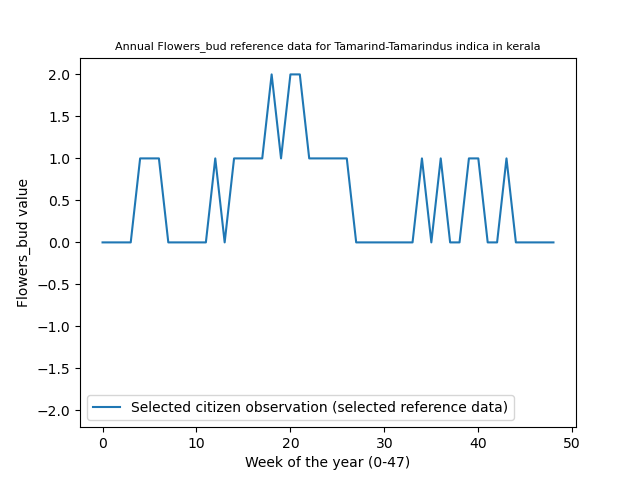 Annual Flowers_bud reference data for Tamarind-Tamarindus indica in kerala
2.0
1.5
1.0
0.5
0.0
−0.5
−1.0
−1.5
−2.0
Flowers_bud value
Selected citizen observation (selected reference data)
0 10 20 30 40 50
Week of the year (0-47)